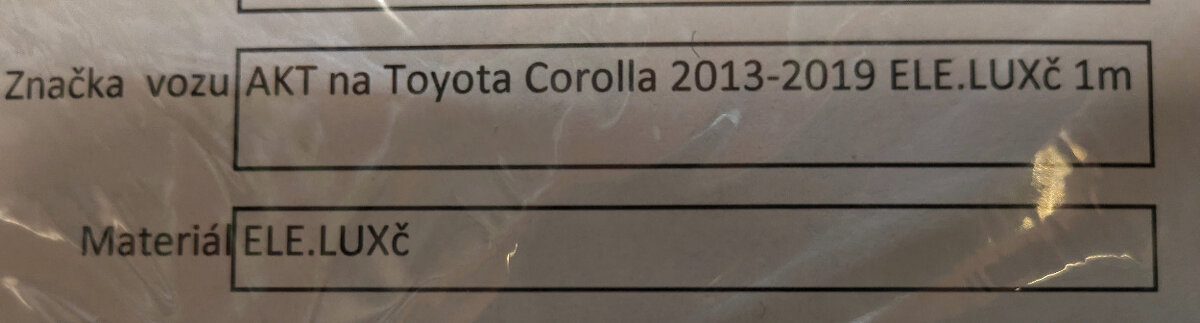 Značka vozu AKT na Toyota Corolla 2013-2019 ELE.LUXč 1m
Materiál ELE.LUXč